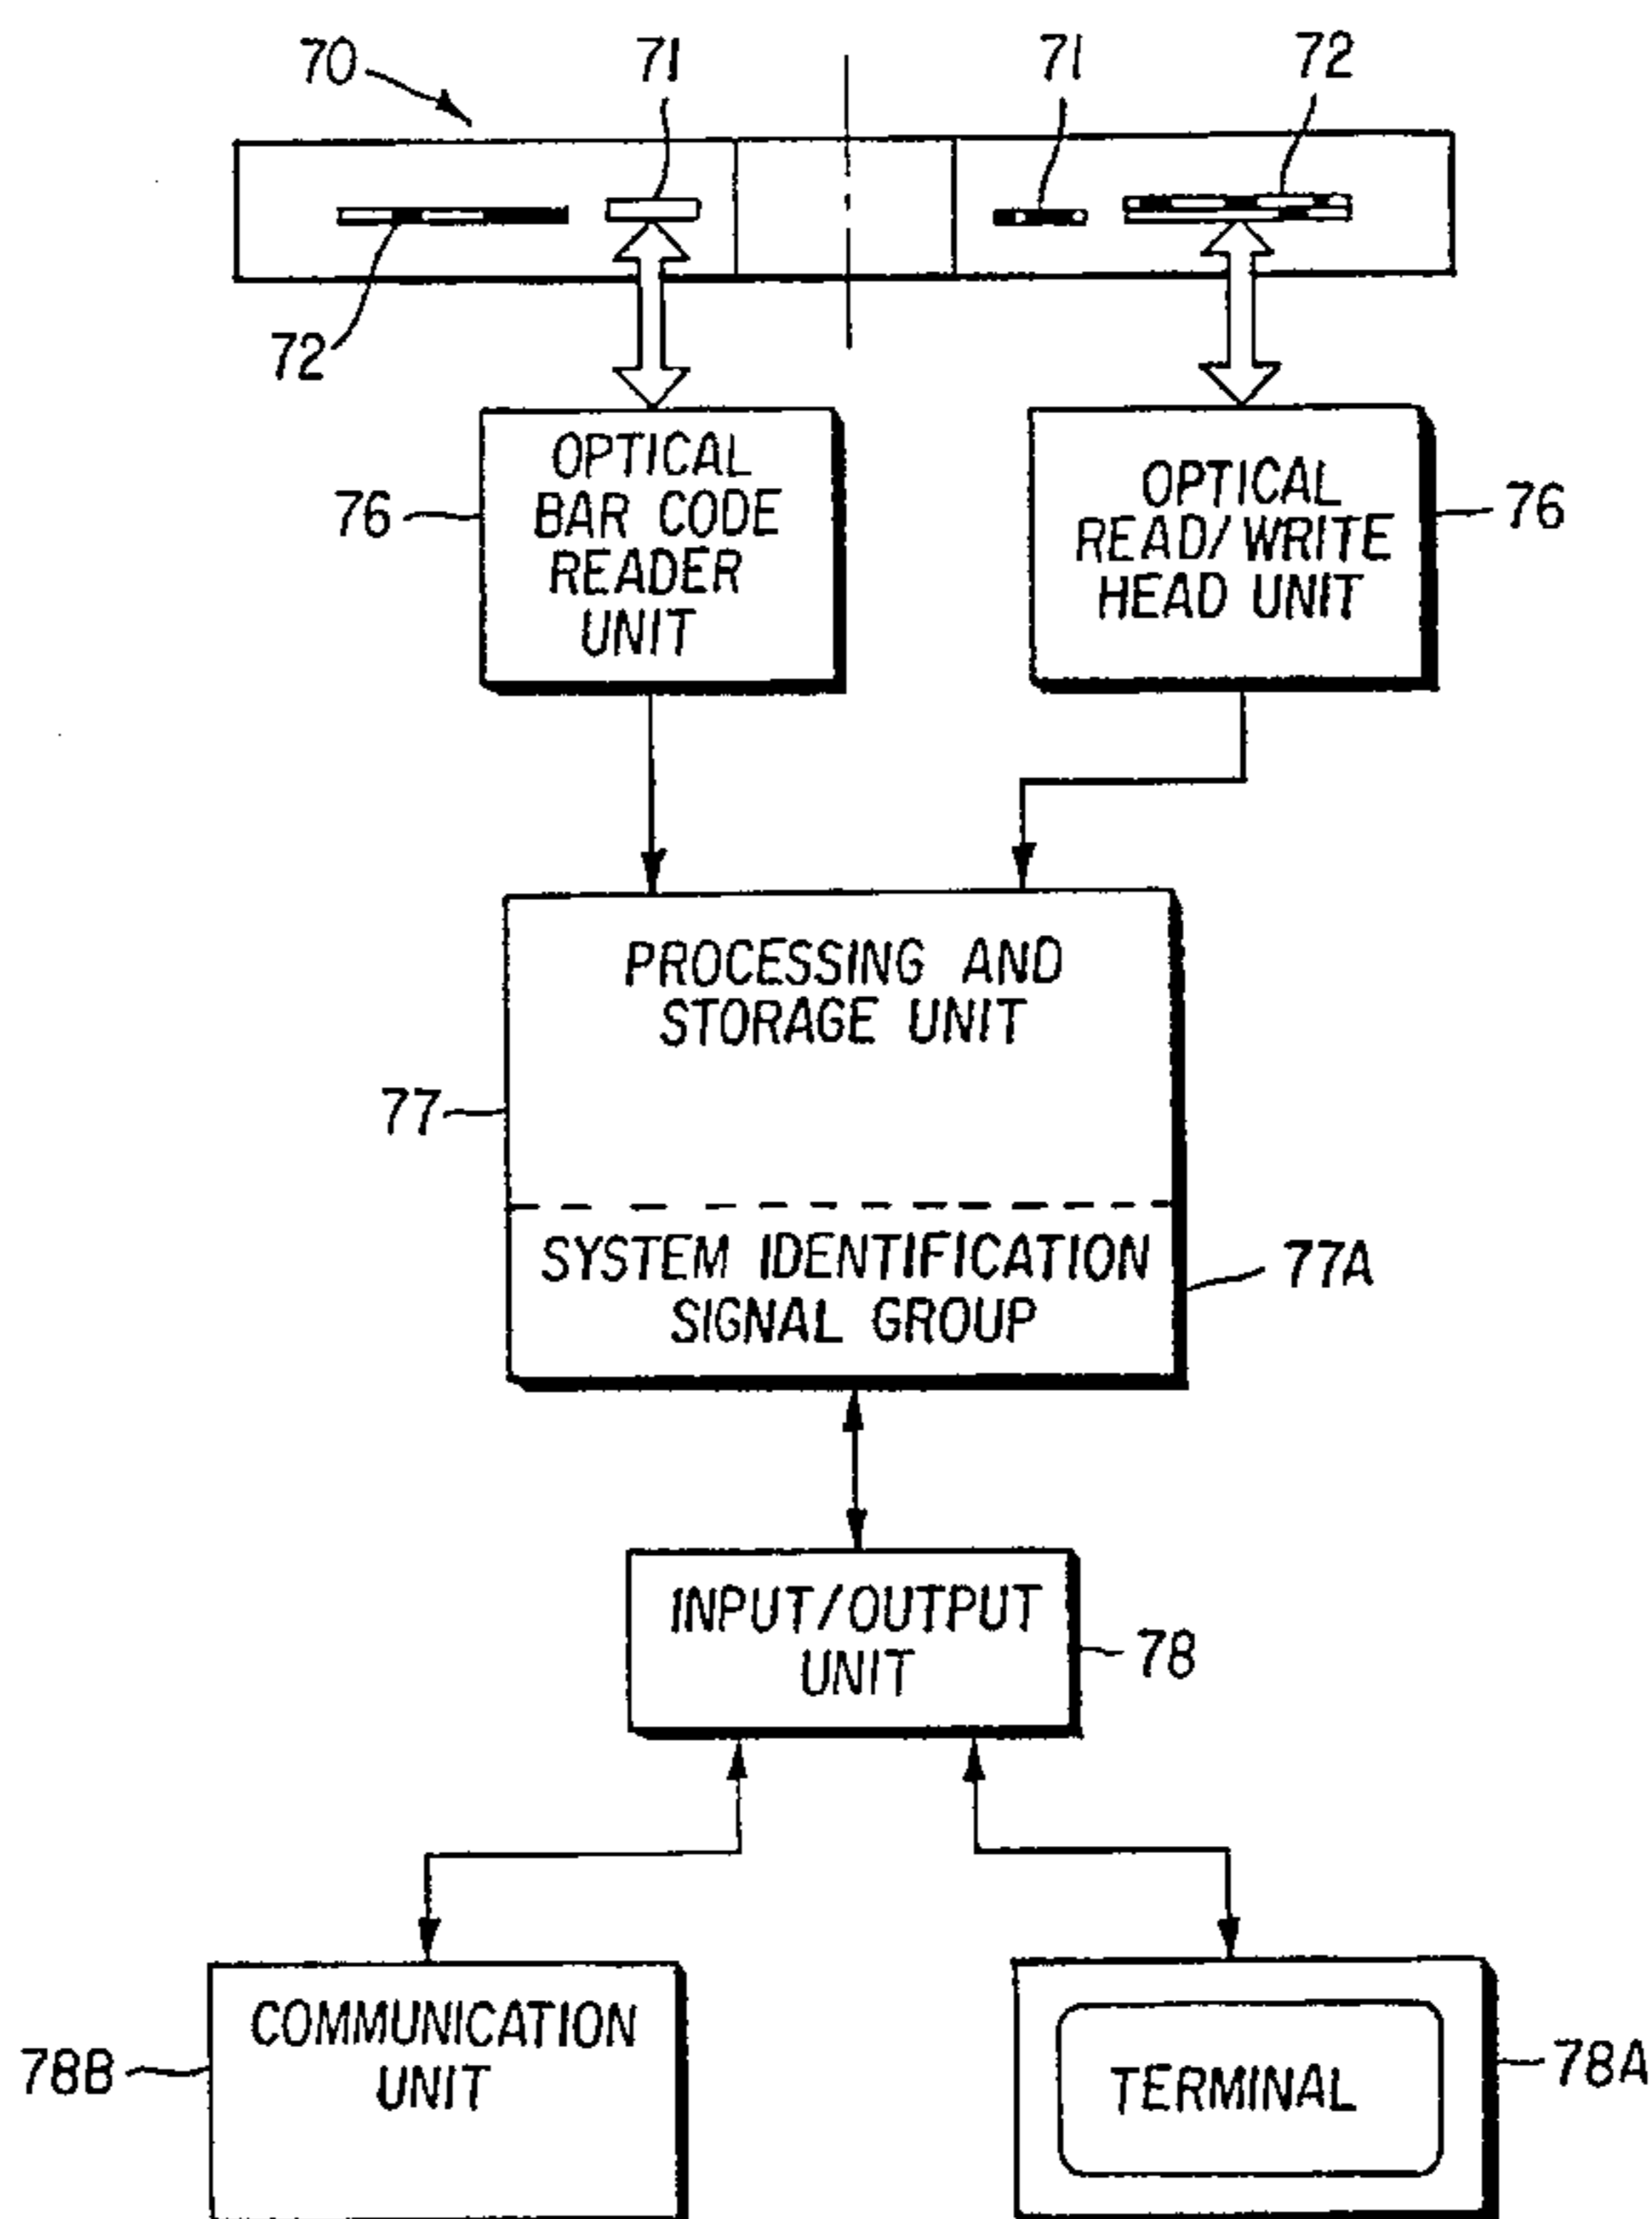 70
71
71
72
72
OPTICAL
BAR CODE
READER
UNIT
76
OPTICAL
READ/WRITE
HEAD UNIT
76
PROCESSING AND
STORAGE UNIT
77
SYSTEM IDENTIFICATION
SIGNAL GROUP
77A
INPUT/OUTPUT
UNIT
78
COMMUNICATION
UNIT
78B
TERMINAL
78A